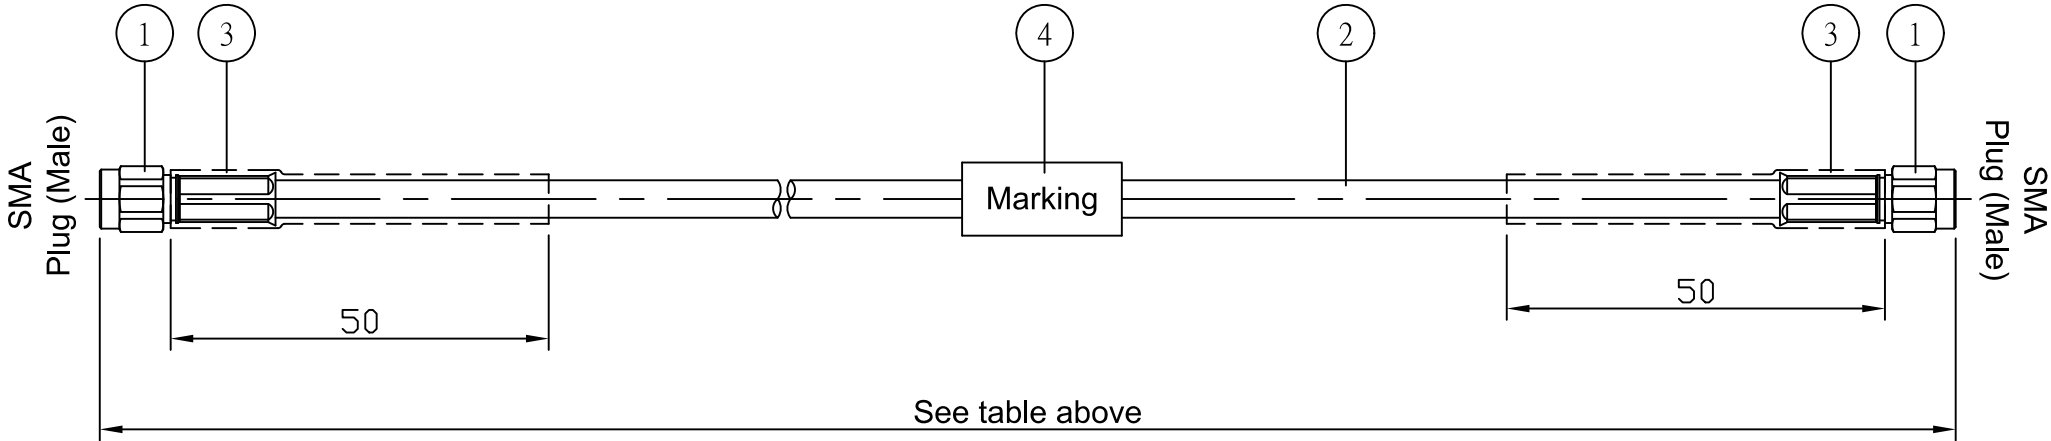 1
3
4
2
3
1
SMA
Plug (Male)
Marking
SMA
Plug (Male)
50
50
See table above